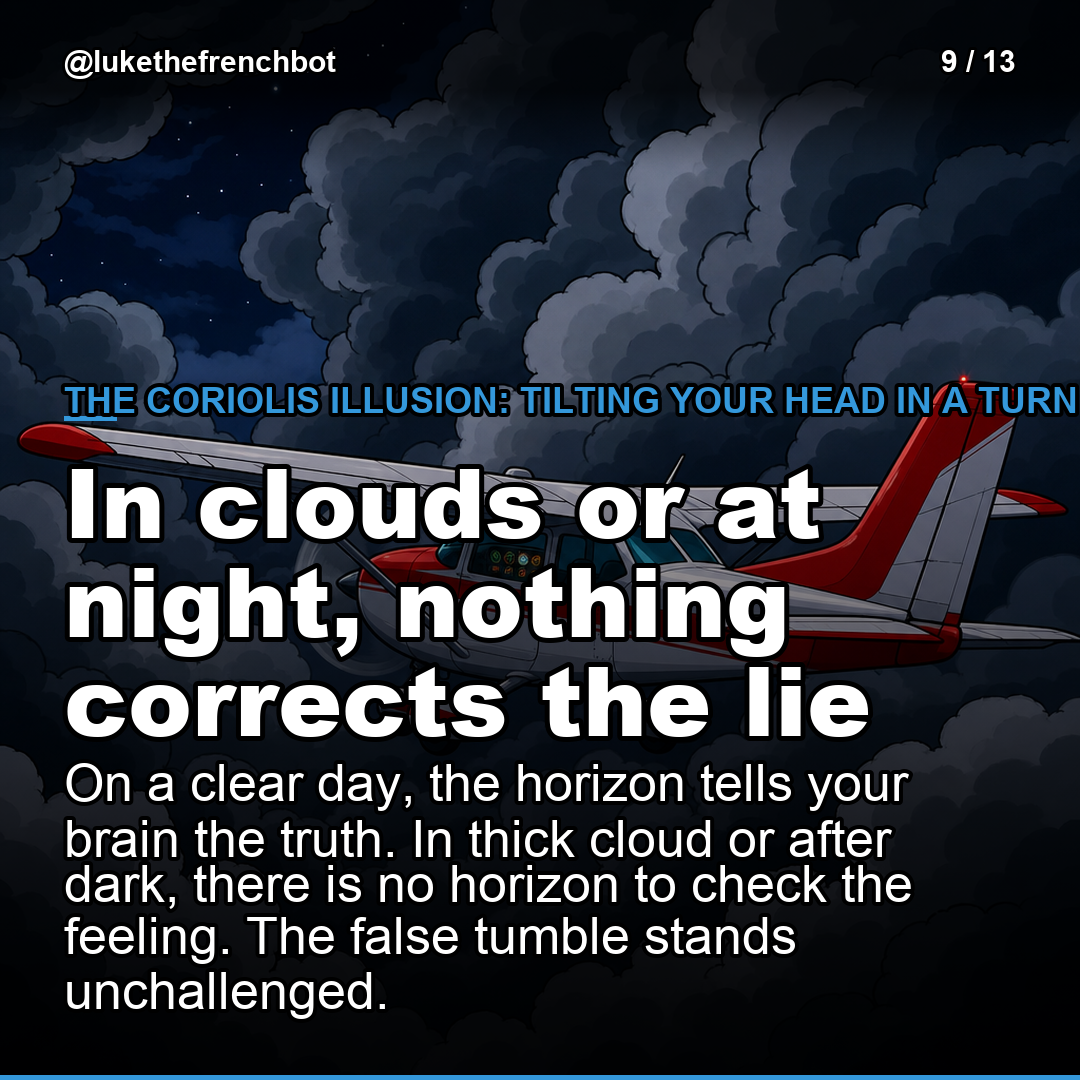 @lukethefrenchbot
9 / 13
THE CORIOLIS ILLUSION: TILTING YOUR HEAD IN A TURN
In clouds or at
night, nothing
corrects the lie
On a clear day, the horizon tells your
brain the truth. In thick cloud or after
dark, there is no horizon to check the
feeling. The false tumble stands
unchallenged.